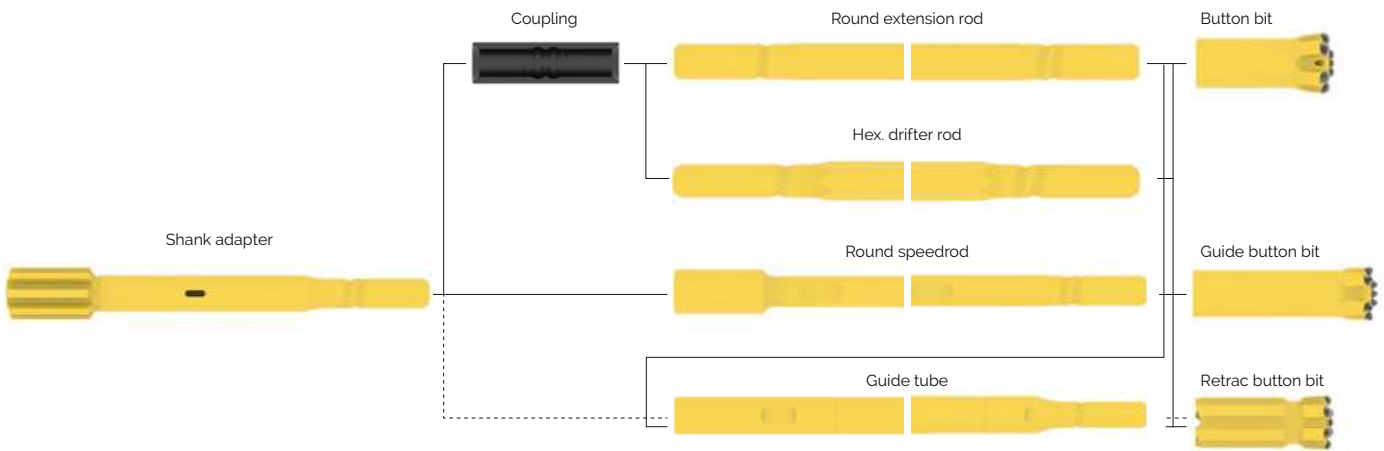 Coupling
Round extension rod
Button bit
Hex. drifter rod
Shank adapter
Round speedrod
Guide button bit
Guide tube
Retrac button bit